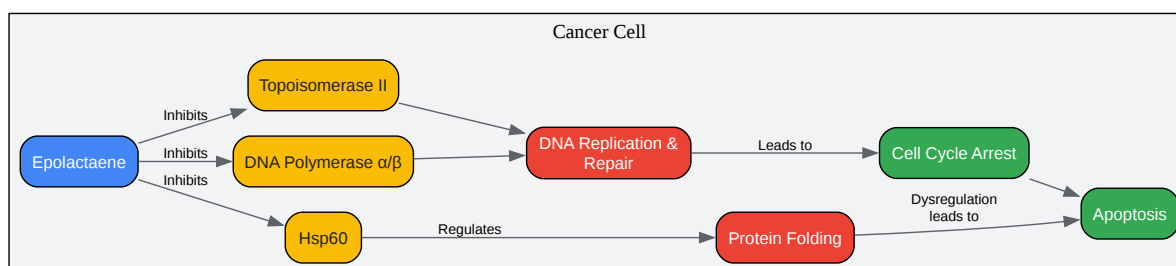 Cancer Cell
Topoisomerase II
Inhibits
Epolactaene
Inhibits
DNA Polymerase α/β
Inhibits
Hsp60
DNA Replication &
Repair
Leads to
Cell Cycle Arrest
Regulates
Protein Folding
Dysregulation
leads to
Apoptosis